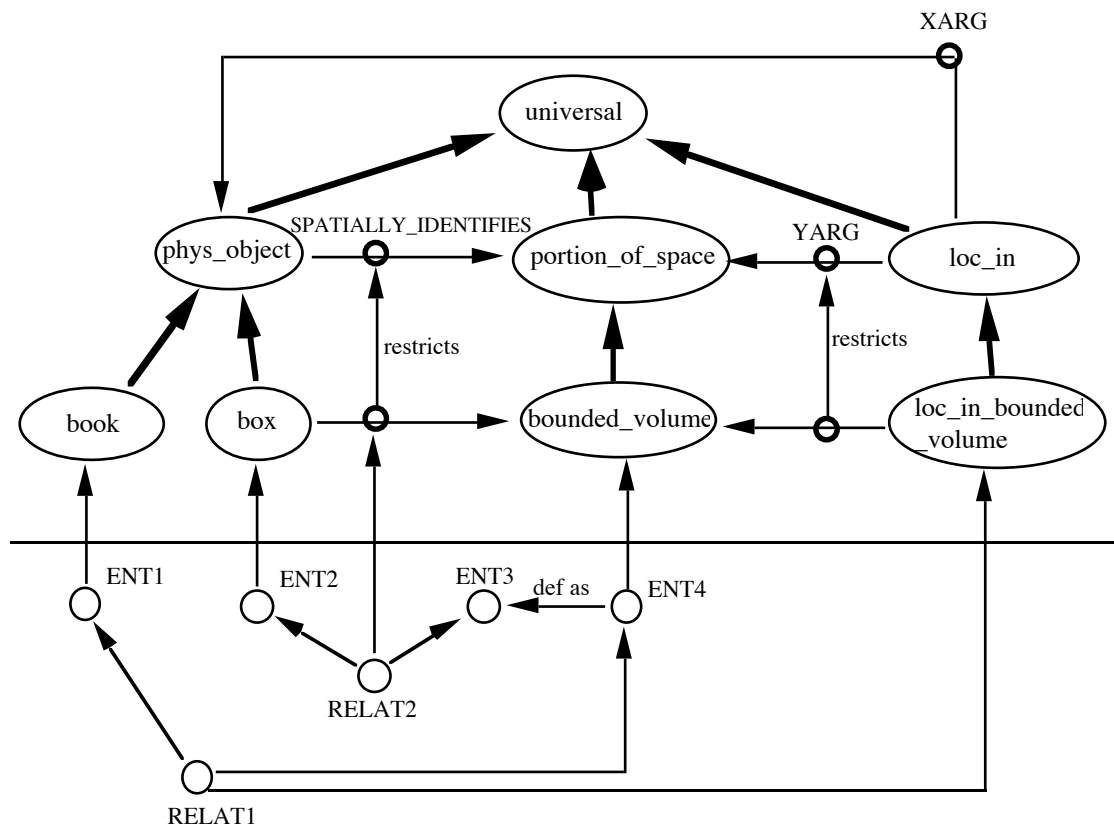 XARG
universal
SPATIALLY_IDENTIFIES
YARG
phys_object
portion_of_space
loc_in
restricts
restricts
book
box
bounded_volume
loc_in_bounded
_volume
ENT1
ENT2
ENT3
def as
ENT4
RELAT2
RELAT1